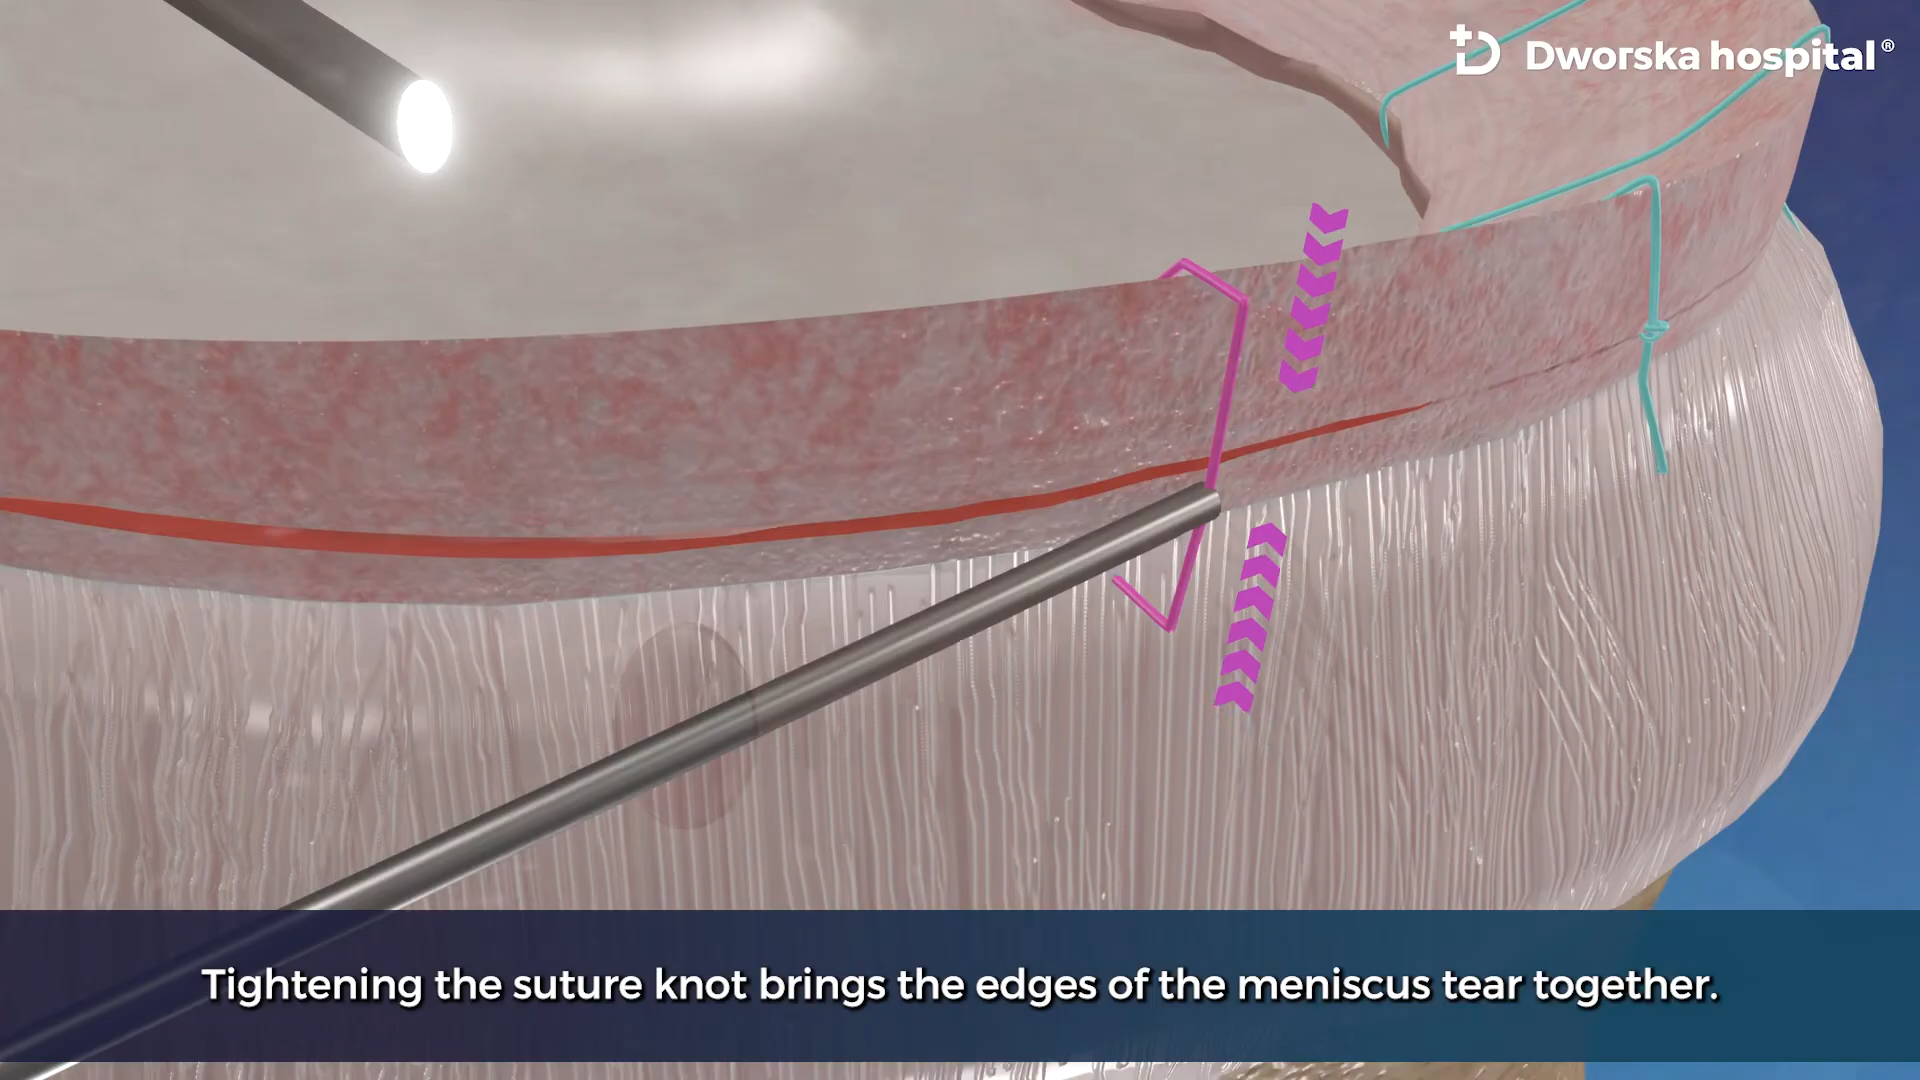 Dworska hospital®
Tightening the suture knot brings the edges of the meniscus tear together.